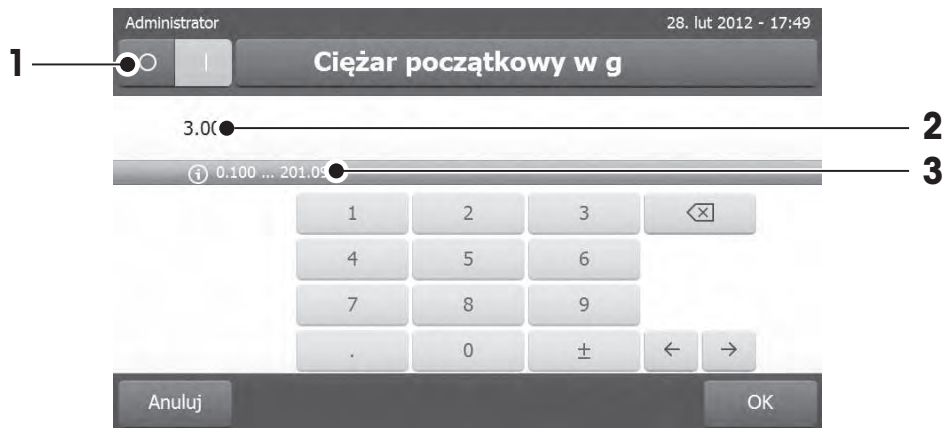 Administrator 28. lut 2012 - 17:49
1 Ciężar początkowy w g
3.00 2
0.100 ... 201.09 3
1 2 3
4 5 6
7 8 9
. 0 ± ← →
Anuluj OK